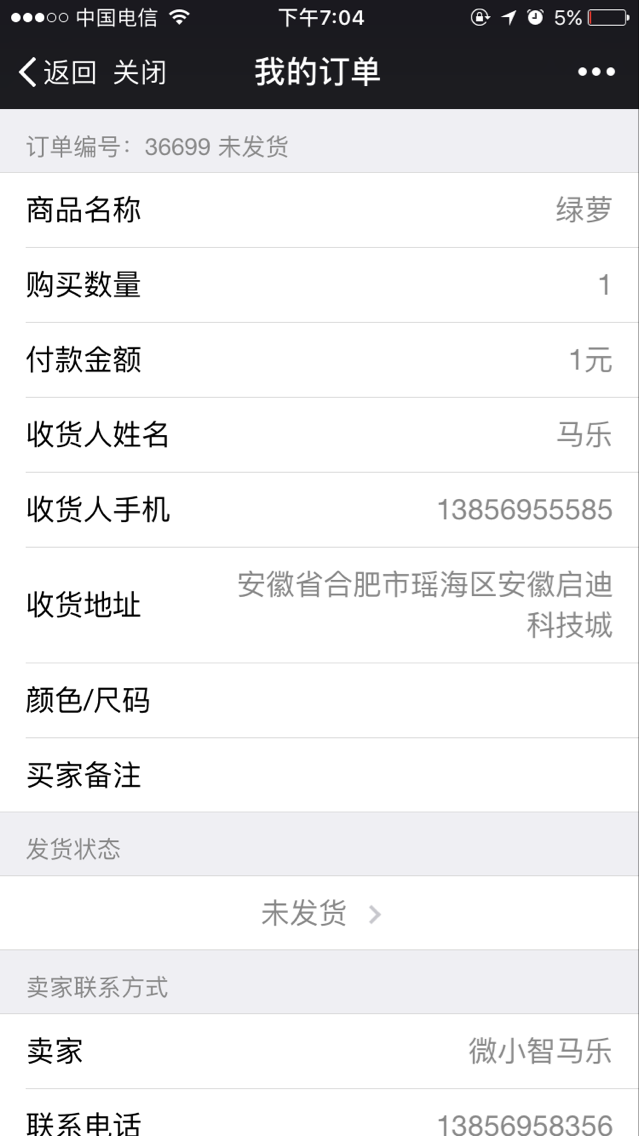 中国电信 下午7:04 5%
返回 关闭 我的订单
订单编号：36699 未发货
商品名称 绿萝
购买数量 1
付款金额 1元
收货人姓名 马乐
收货人手机 13856955585
收货地址 安徽省合肥市瑶海区安徽启迪
科技城
颜色/尺码
买家备注
发货状态
未发货
卖家联系方式
卖家 微小智马乐
联系电话 13856958356